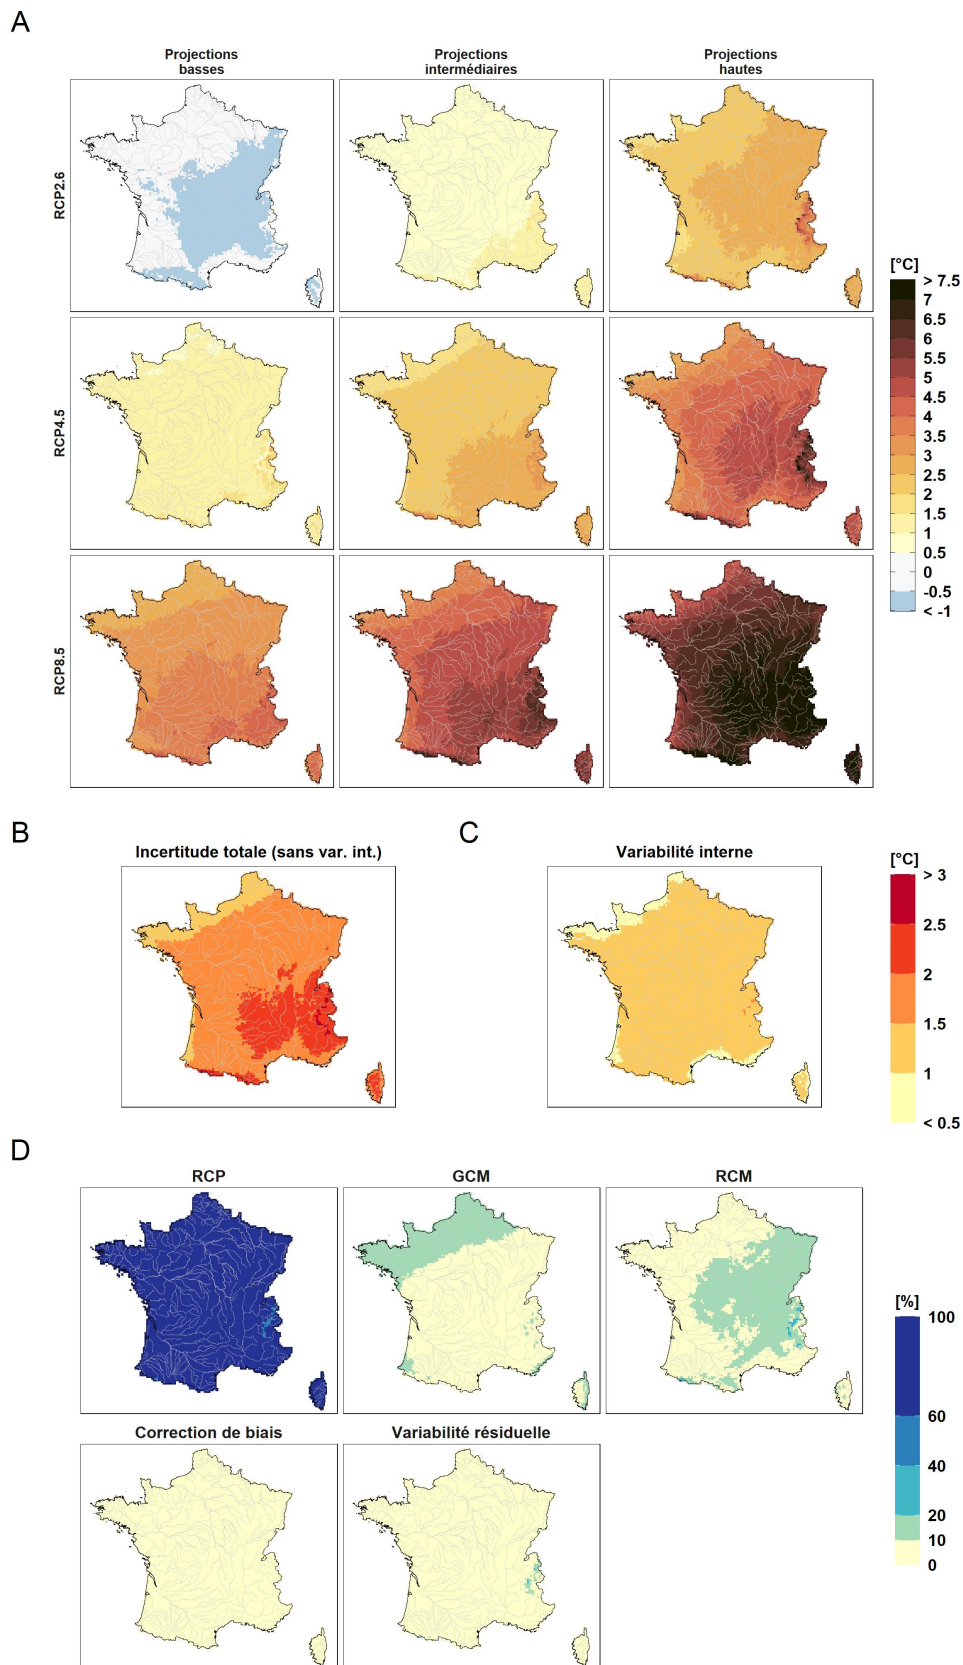 A
Projections
basses
Projections
intermédiaires
Projections
hautes
RCP2.6
RCP4.5
RCP8.5
[°C]
> 7.5
7
6.5
6
5.5
5
4.5
4
3.5
3
2.5
2
1.5
1
0.5
0
-0.5
< -1
B
Incertitude totale (sans var. int.)
C
Variabilité interne
[°C]
> 3
2.5
2
1.5
1
< 0.5
D
RCP
GCM
RCM
Correction de biais
Variabilité résiduelle
[%]
100
60
40
20
10
0